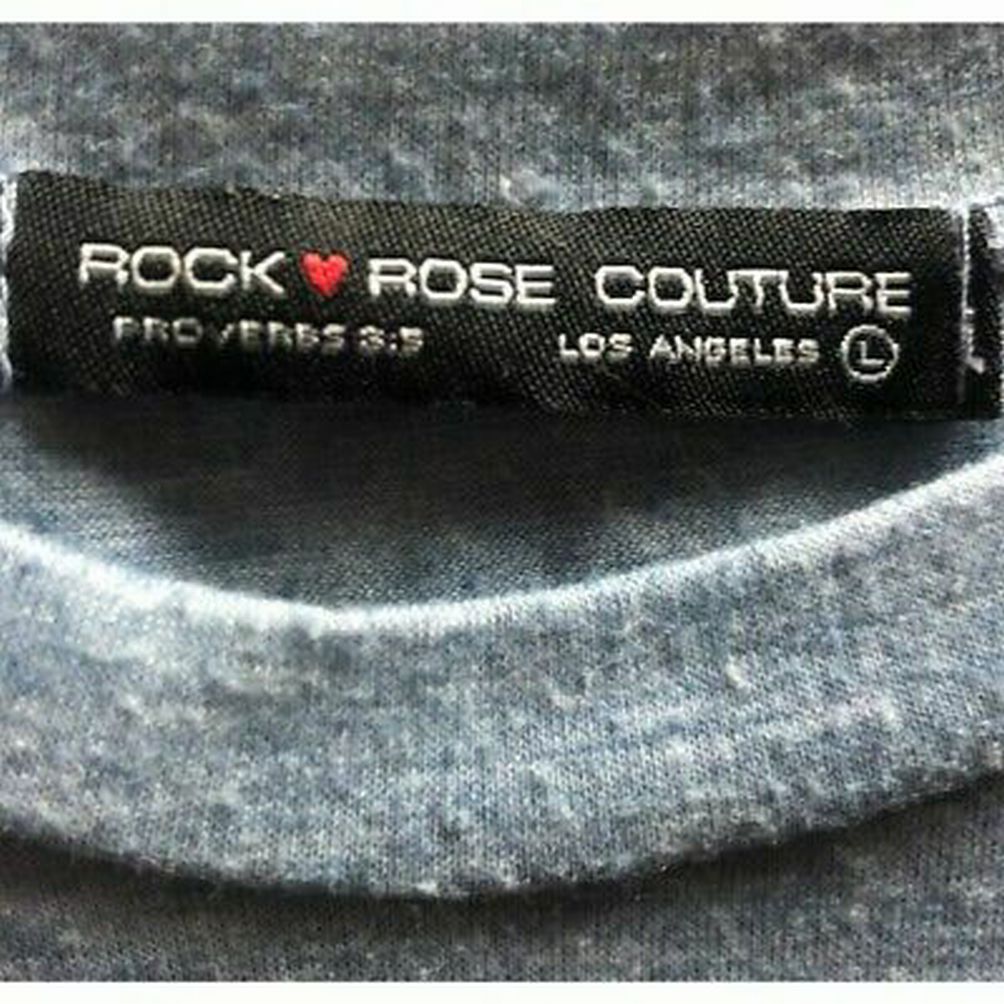 ROCK ♥ ROSE COUTURE
PROVERBS 3:5 LOS ANGELES L